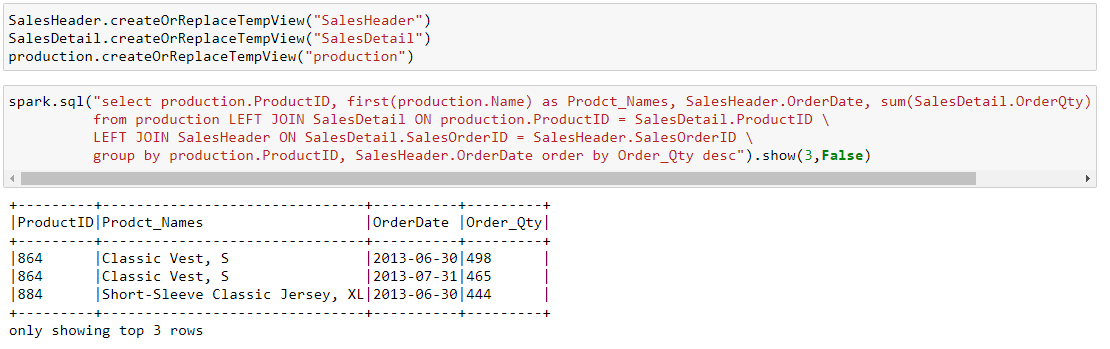 SalesHeader.createOrReplaceTempView("SalesHeader")
SalesDetail.createOrReplaceTempView("SalesDetail")
production.createOrReplaceTempView("production")
spark.sql("select production.ProductID, first(production.Name) as Prodct_Names, SalesHeader.OrderDate, sum(SalesDetail.OrderQty)
from production LEFT JOIN SalesDetail ON production.ProductID = SalesDetail.ProductID \
LEFT JOIN SalesHeader ON SalesDetail.SalesOrderID = SalesHeader.SalesOrderID \
group by production.ProductID, SalesHeader.OrderDate order by Order_Qty desc").show(3,False)
+---------+-----------------------------+----------+---------+
|ProductID|Prodct_Names                 |OrderDate |Order_Qty|
+---------+-----------------------------+----------+---------+
|864      |Classic Vest, S              |2013-06-30|498      |
|864      |Classic Vest, S              |2013-07-31|465      |
|884      |Short-Sleeve Classic Jersey, XL|2013-06-30|444      |
+---------+-----------------------------+----------+---------+
only showing top 3 rows